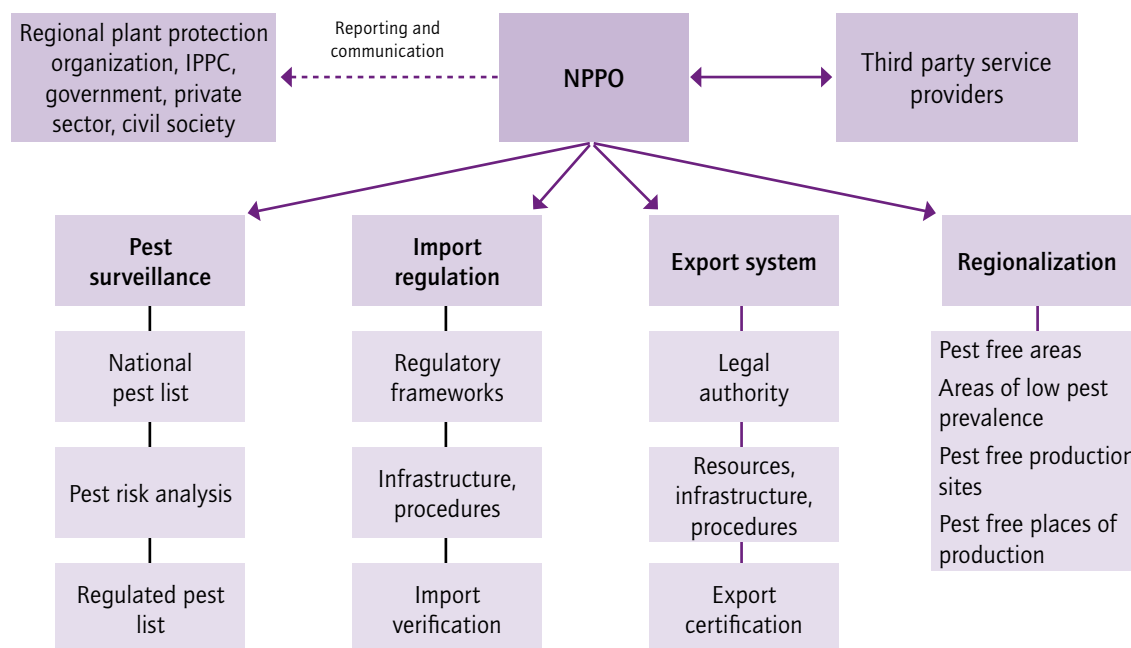 Regional plant protection
organization, IPPC,
government, private
sector, civil society
Reporting and
communication
NPPO
Third party service
providers
Pest
surveillance
National
pest list
Pest risk analysis
Regulated pest
list
Import
regulation
Regulatory
frameworks
Infrastructure,
procedures
Import
verification
Export system
Legal
authority
Resources,
infrastructure,
procedures
Export
certification
Regionalization
Pest free areas
Areas of low pest
prevalence
Pest free production
sites
Pest free places of
production